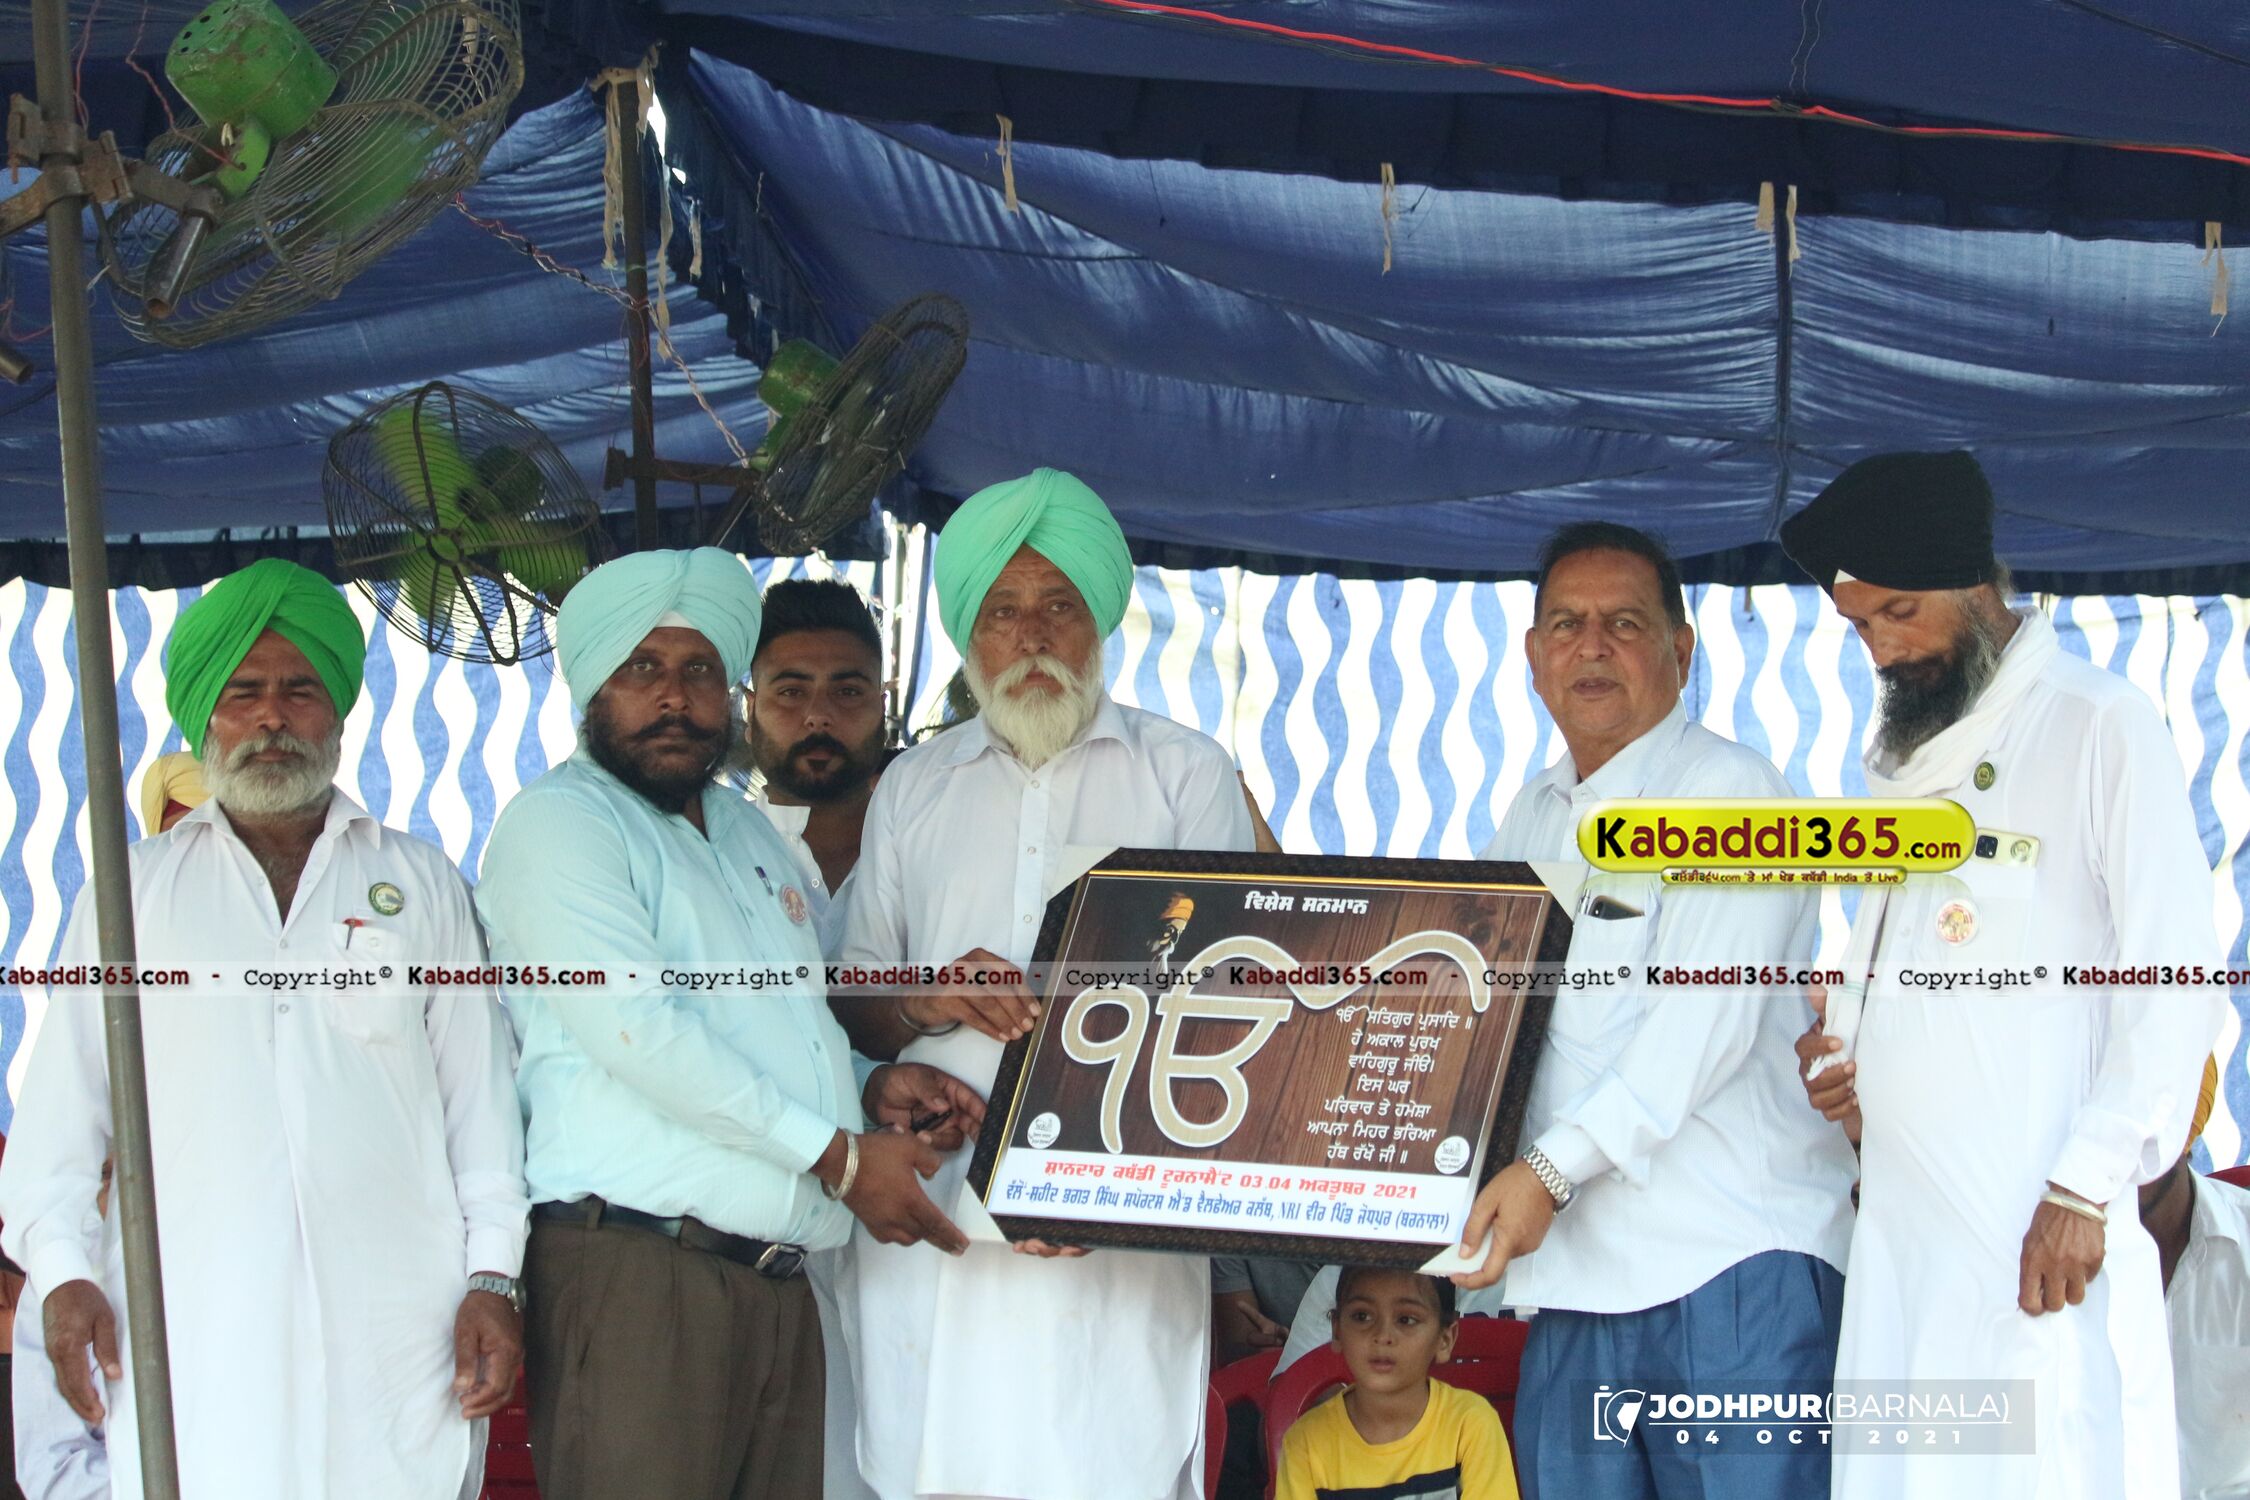 Kabaddi365.com
ਕਬੱਡੀ365.com 'ਤੇ ਮਾਂ ਖੇਡ ਕਬੱਡੀ India ਤੋਂ Live
ਵਿਸ਼ੇਸ਼ ਸਨਮਾਨ
Kabaddi365.com - Copyright© Kabaddi365.com - Copyright© Kabaddi365.com - Copyright© Kabaddi365.com - Copyright© Kabaddi365.com - Copyright© Kabaddi365.com
ੴ
ੴ ਸਤਿਗੁਰ ਪ੍ਰਸਾਦਿ ॥
ਹੇ ਅਕਾਲ ਪੁਰਖ
ਵਾਹਿਗੁਰੂ ਜੀਓ।
ਇਸ ਘਰ
ਪਰਿਵਾਰ ਤੇ ਹਮੇਸ਼ਾ
ਆਪਨਾ ਮਿਹਰ ਭਰਿਆ
ਹੱਥ ਰੱਖੋ ਜੀ ॥
ਸ਼ਾਨਦਾਰ ਕਬੱਡੀ ਟੂਰਨਾਮੈਂਟ 03.04 ਅਕਤੂਬਰ 2021
ਵੱਲੋਂ-ਸ਼ਹੀਦ ਭਗਤ ਸਿੰਘ ਸਪੋਰਟਸ ਐਂਡ ਵੈਲਫੇਅਰ ਕਲੱਬ, NRI ਵੀਰ ਪਿੰਡ ਜੋਧਪੁਰ (ਬਰਨਾਲਾ)
JODHPUR(BARNALA)
04 OCT 2021